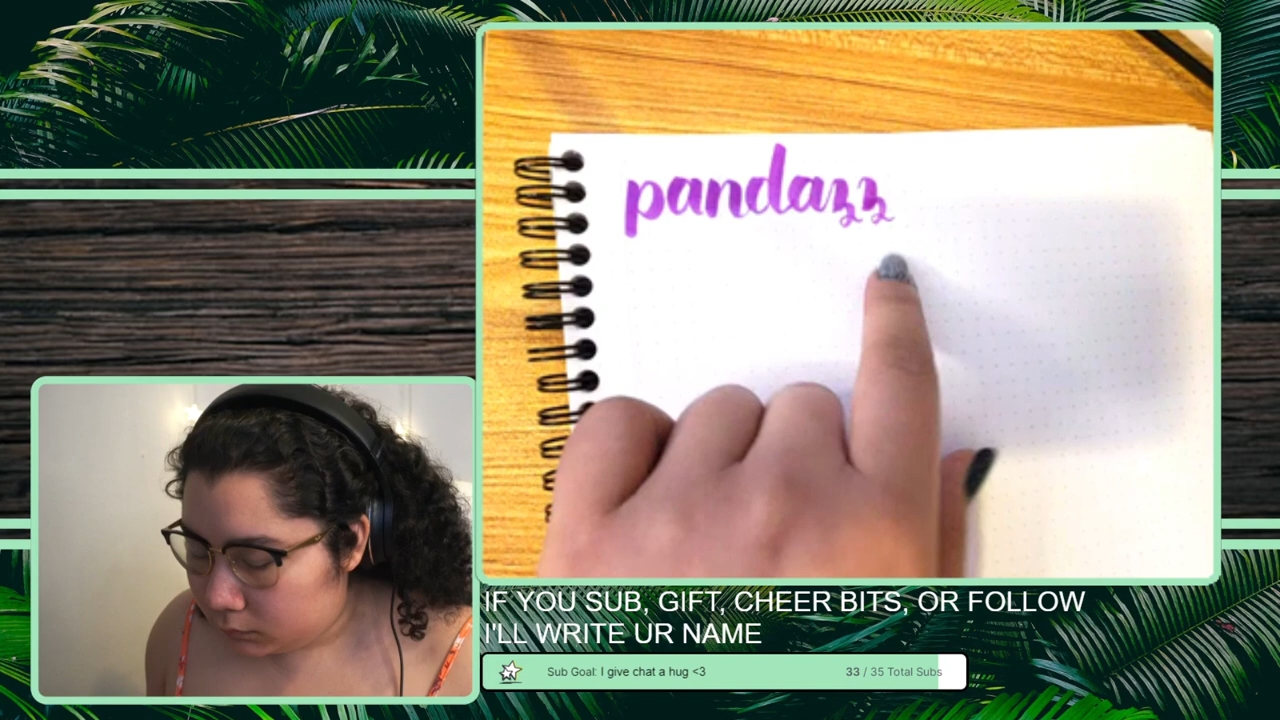 pandazz
IF YOU SUB, GIFT, CHEER BITS, OR FOLLOW
I'LL WRITE UR NAME
Sub Goal: I give chat a hug <3
33 / 35 Total Subs